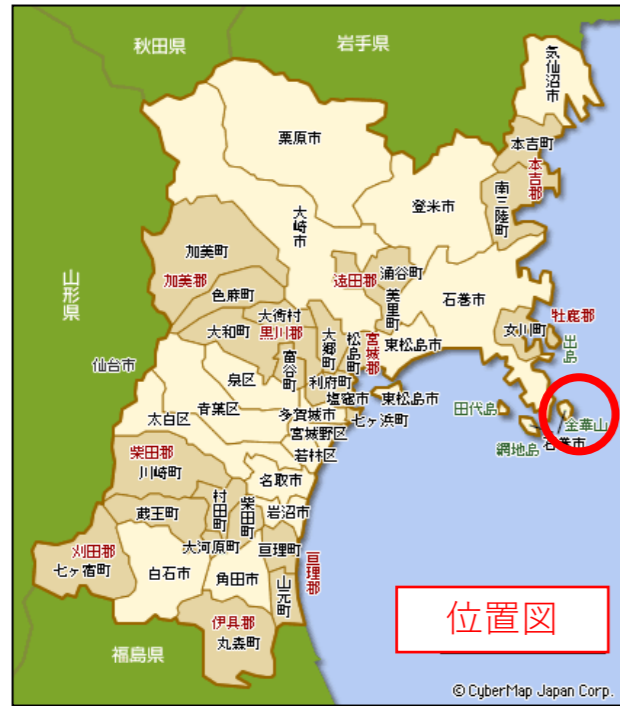 秋田県
岩手県
気仙沼市
本吉町
本吉郡
南三陸町
栗原市
登米市
大崎市
加美町
加美郡
色麻町
遠田郡
涌谷町
美里町
石巻市
牡鹿郡
女川町
出島
山形県
大衡村
大和町
黒川郡
大郷町
松島町
宮城郡
東松島市
富谷町
利府町
仙台市
泉区
塩竈市
東松島市
青葉区
多賀城市
七ヶ浜町
田代島
金華山
太白区
宮城野区
網地島
石巻市
若林区
柴田郡
川崎町
名取市
村田町
柴田町
岩沼市
蔵王町
大河原町
亘理町
亘理郡
刈田郡
七ヶ宿町
白石市
角田市
山元町
伊具郡
丸森町
福島県
位置図
© CyberMap Japan Corp.